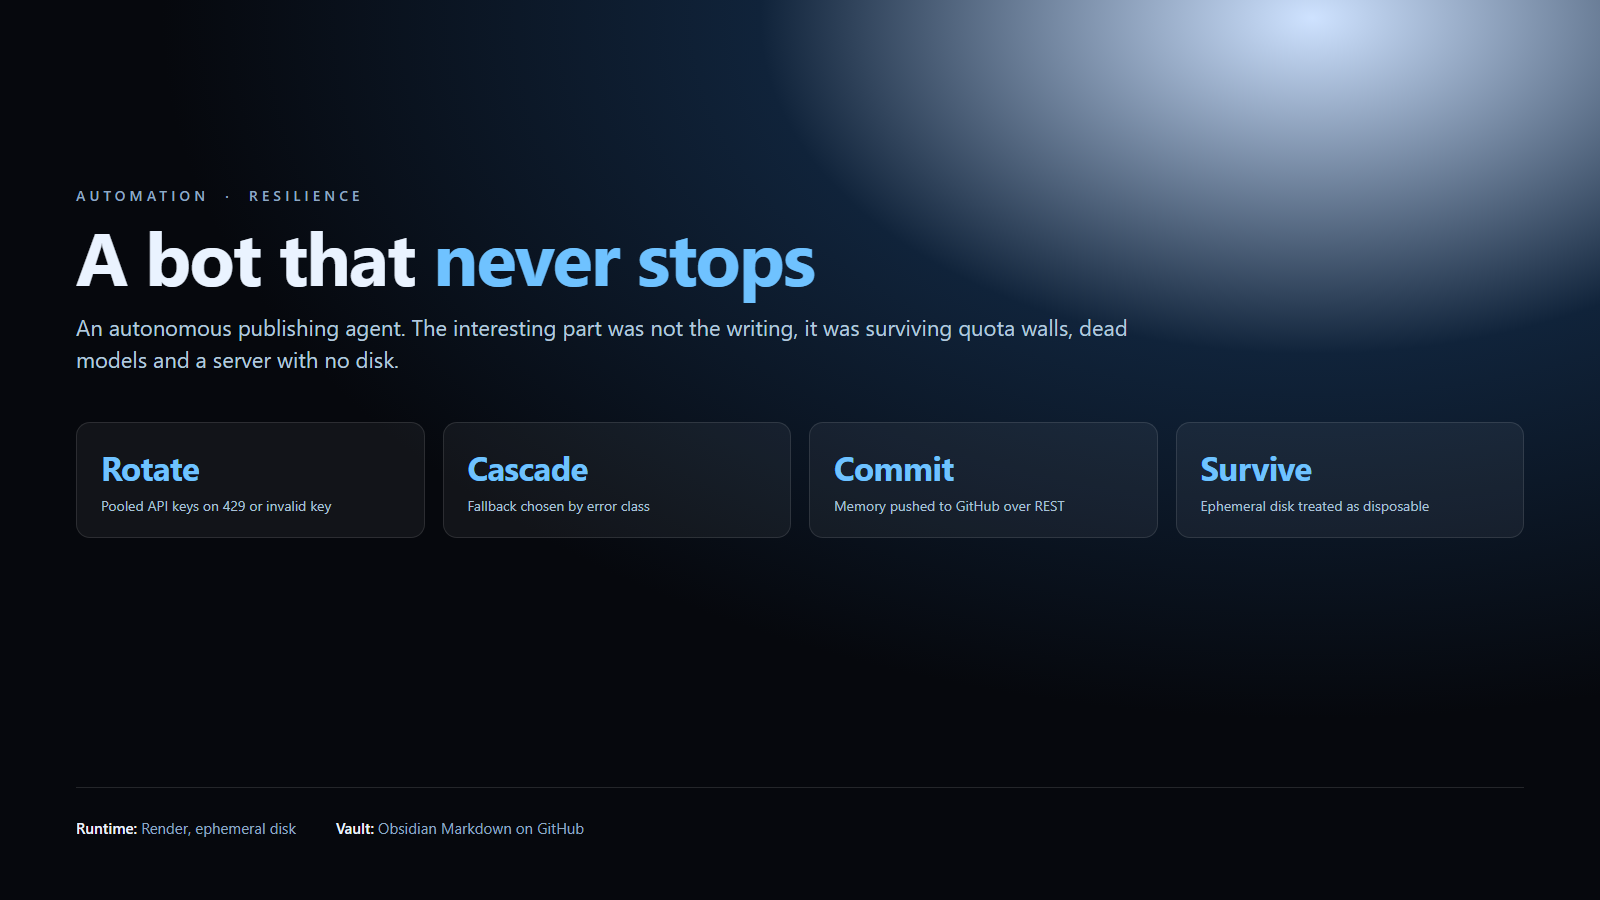 AUTOMATION · RESILIENCE
A bot that never stops
An autonomous publishing agent. The interesting part was not the writing, it was surviving quota walls, dead
models and a server with no disk.
Rotate
Pooled API keys on 429 or invalid key
Cascade
Fallback chosen by error class
Commit
Memory pushed to GitHub over REST
Survive
Ephemeral disk treated as disposable
Runtime: Render, ephemeral disk
Vault: Obsidian Markdown on GitHub